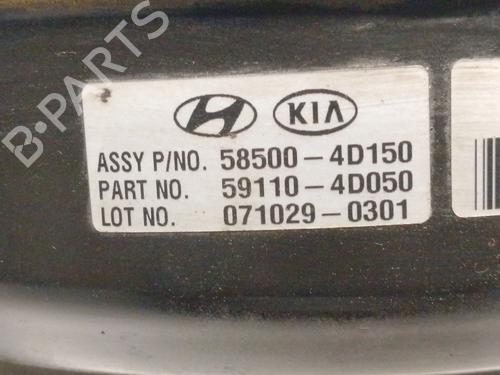 B-PARTS
KIA
ASSY P/NO. 58500-4D150
PART NO. 59110-4D050
LOT NO. 071029-0301